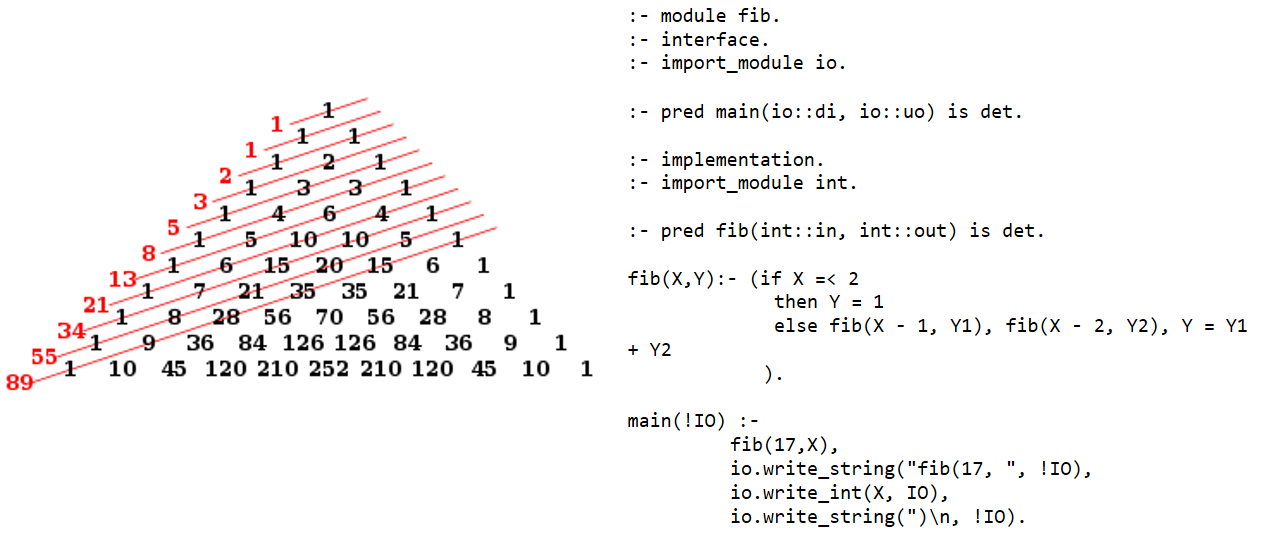 1
1 1
1 1
1 2 1
2 1 3 3 1
3 1 4 6 4 1
5 1 5 10 10 5 1
8 1 6 15 20 15 6 1
13 1 7 21 35 35 21 7 1
21 1 8 28 56 70 56 28 8 1
34 1 9 36 84 126 126 84 36 9 1
55 1 10 45 120 210 252 210 120 45 10 1
89
:- module fib.
:- interface.
:- import_module io.
:- pred main(io::di, io::uo) is det.
:- implementation.
:- import_module int.
:- pred fib(int::in, int::out) is det.
fib(X,Y):- (if X =< 2
then Y = 1
else fib(X - 1, Y1), fib(X - 2, Y2), Y = Y1
+ Y2
).
main(!IO) :-
fib(17,X),
io.write_string("fib(17, ", !IO),
io.write_int(X, IO),
io.write_string(")\n, !IO).